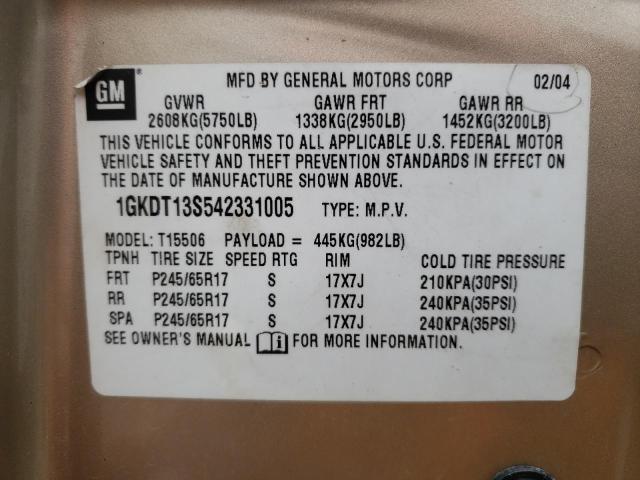 GM
MFD BY GENERAL MOTORS CORP 02/04
GVWR GAWR FRT GAWR RR
2608KG(5750LB) 1338KG(2950LB) 1452KG(3200LB)
THIS VEHICLE CONFORMS TO ALL APPLICABLE U.S. FEDERAL MOTOR
VEHICLE SAFETY AND THEFT PREVENTION STANDARDS IN EFFECT ON
THE DATE OF MANUFACTURE SHOWN ABOVE.
1GKDT13S542331005 TYPE: M.P.V.
MODEL: T15506 PAYLOAD = 445KG(982LB)
TPNH TIRE SIZE SPEED RTG RIM COLD TIRE PRESSURE
FRT P245/65R17 S 17X7J 210KPA(30PSI)
RR P245/65R17 S 17X7J 240KPA(35PSI)
SPA P245/65R17 S 17X7J 240KPA(35PSI)
SEE OWNER'S MANUAL FOR MORE INFORMATION.